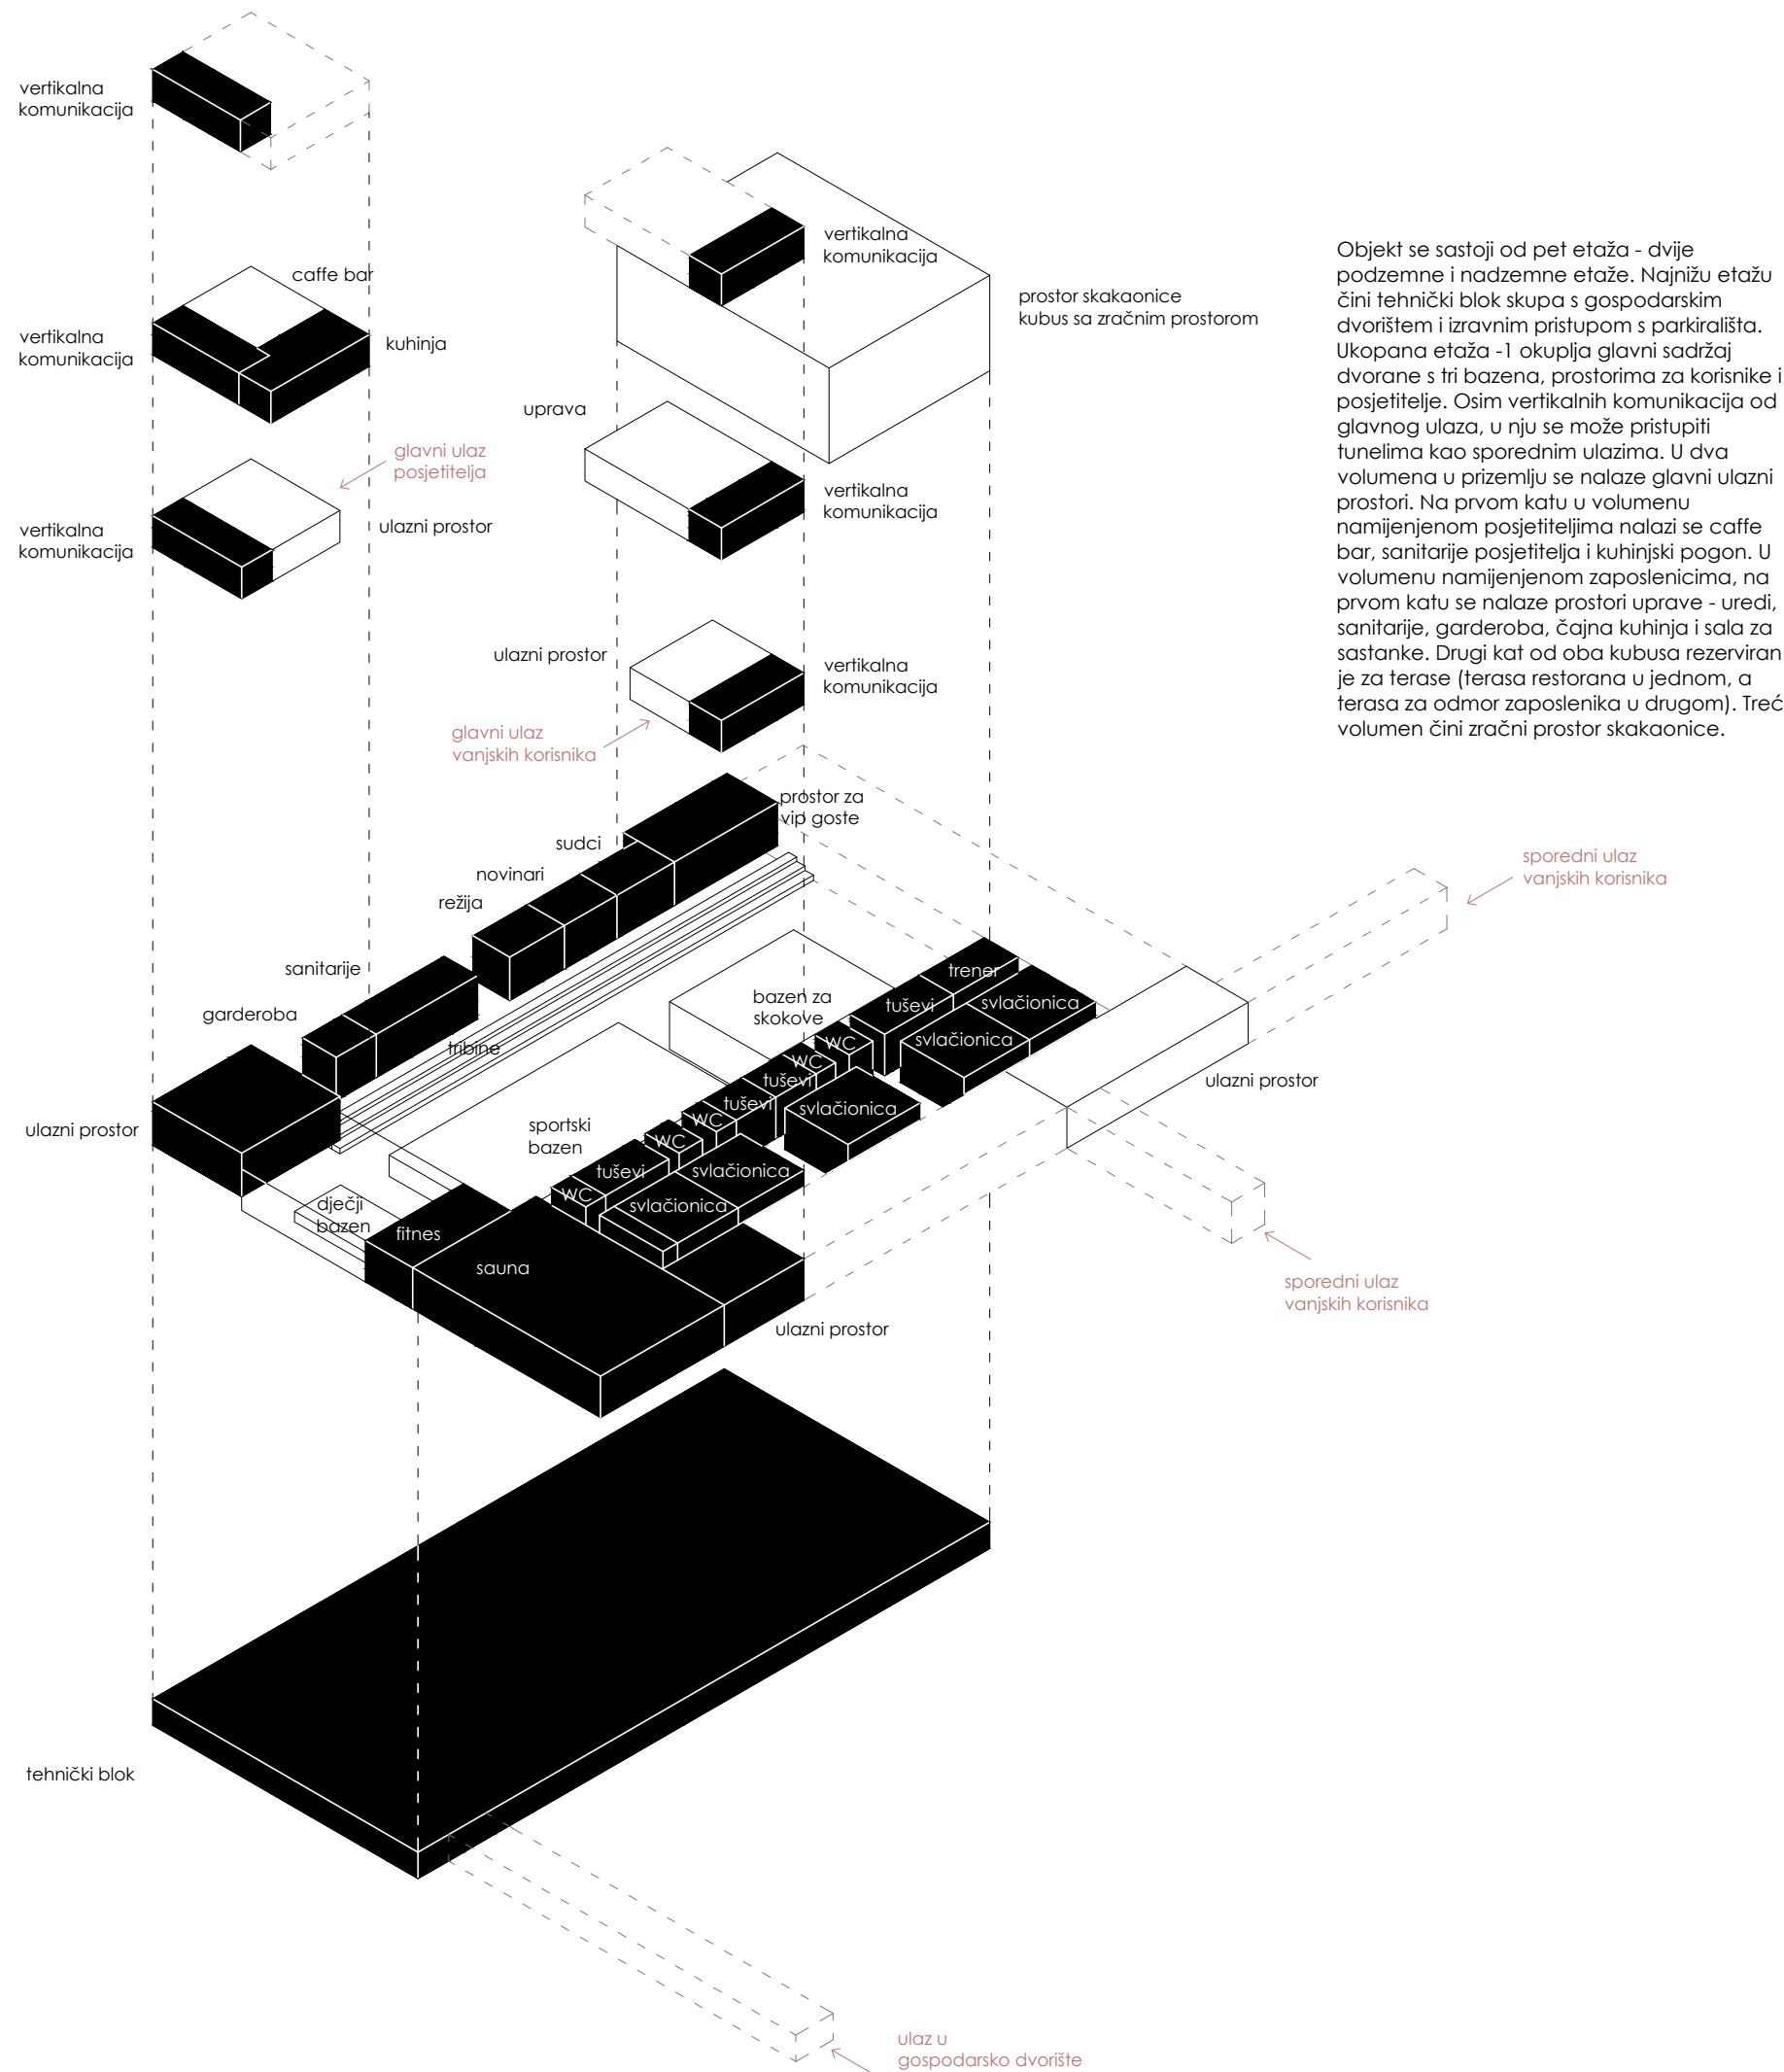 vertikalna
komunikacija
caffe bar
vertikalna
komunikacija
kuhinja
glavni ulaz
posjetitelja
vertikalna
komunikacija
ulazni prostor
vertikalna
komunikacija
prostor skakaonice
kubus sa zračnim prostorom
uprava
vertikalna
komunikacija
ulazni prostor
vertikalna
komunikacija
glavni ulaz
vanjskih korisnika
Objekt se sastoji od pet etaža - dvije
podzemne i nadzemne etaže. Najnižu etažu
čini tehnički blok skupa s gospodarskim
dvorištem i izravnim pristupom s parkirališta.
Ukopana etaža -1 okuplja glavni sadržaj
dvorane s tri bazena, prostorima za korisnike i
posjetitelje. Osim vertikalnih komunikacija od
glavnog ulaza, u nju se može pristupiti
tunelima kao sporednim ulazima. U dva
volumena u prizemlju se nalaze glavni ulazni
prostori. Na prvom katu u volumenu
namijenjenom posjetiteljima nalazi se caffe
bar, sanitarije posjetitelja i kuhinjski pogon. U
volumenu namijenjenom zaposlenicima, na
prvom katu se nalaze prostori uprave - uredi,
sanitarije, garderoba, čajna kuhinja i sala za
sastanke. Drugi kat od oba kubusa rezerviran
je za terase (terasa restorana u jednom, a
terasa za odmor zaposlenika u drugom). Treć
volumen čini zračni prostor skakaonice.
prostor za
vip goste
sudci
novinari
režija
sanitarije
garderoba
ulazni prostor
tribine
bazen za
skokove
sportski
bazen
dječji
bazen
fitnes
sauna
trener
tuševi
svlačionica
svlačionica
WC
WC
tuševi
svlačionica
tuševi
WC
WC
svlačionica
tuševi
svlačionica
WC
ulazni prostor
ulazni prostor
sporedni ulaz
vanjskih korisnika
sporedni ulaz
vanjskih korisnika
tehnički blok
ulaz u
gospodarsko dvorište